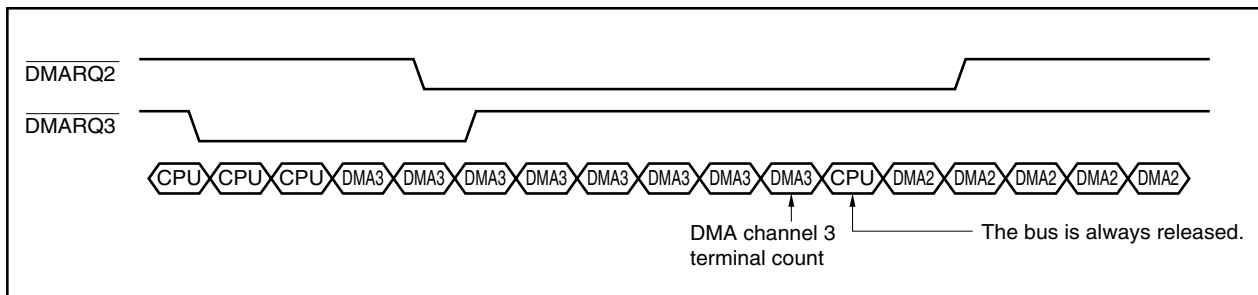 DMARQ2
DMARQ3
CPU CPU CPU DMA3 DMA3 DMA3 DMA3 DMA3 DMA3 DMA3 DMA3 CPU DMA2 DMA2 DMA2 DMA2 DMA2
DMA channel 3
terminal count
The bus is always released.